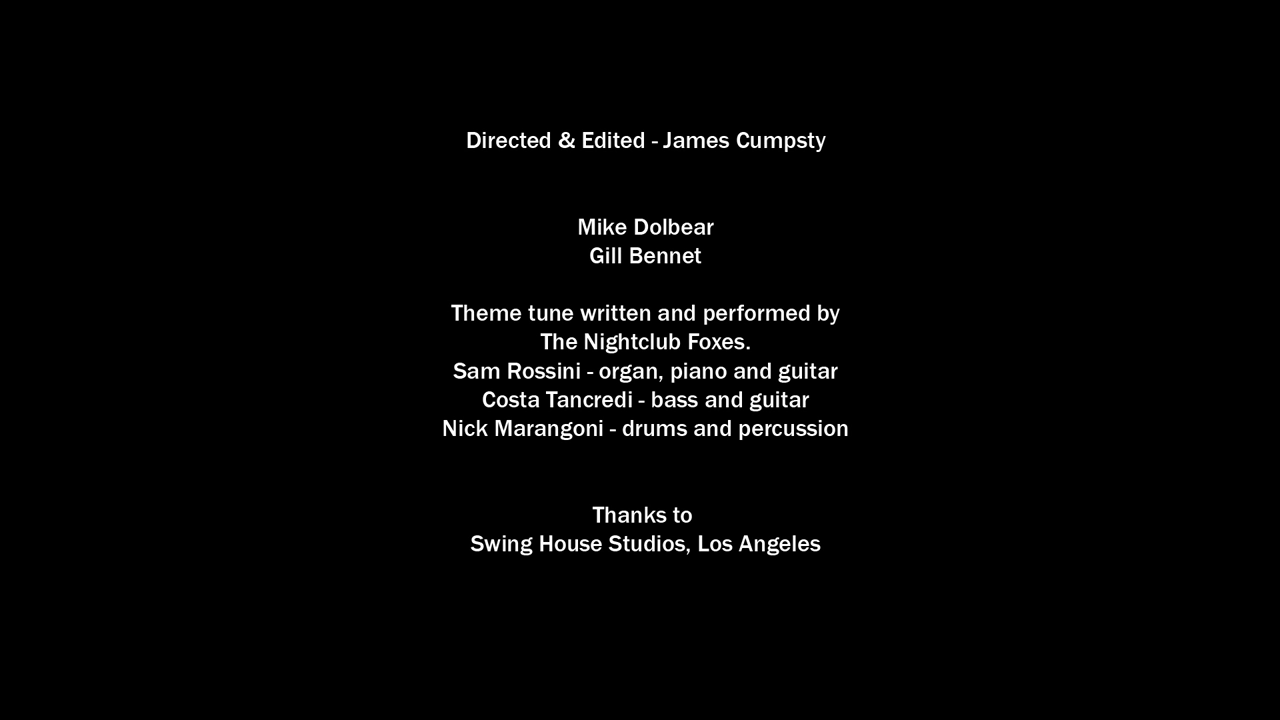 Directed & Edited - James Cumpsty
Mike Dolbear
Gill Bennet
Theme tune written and performed by
The Nightclub Foxes.
Sam Rossini - organ, piano and guitar
Costa Tancredi - bass and guitar
Nick Marangoni - drums and percussion
Thanks to
Swing House Studios, Los Angeles